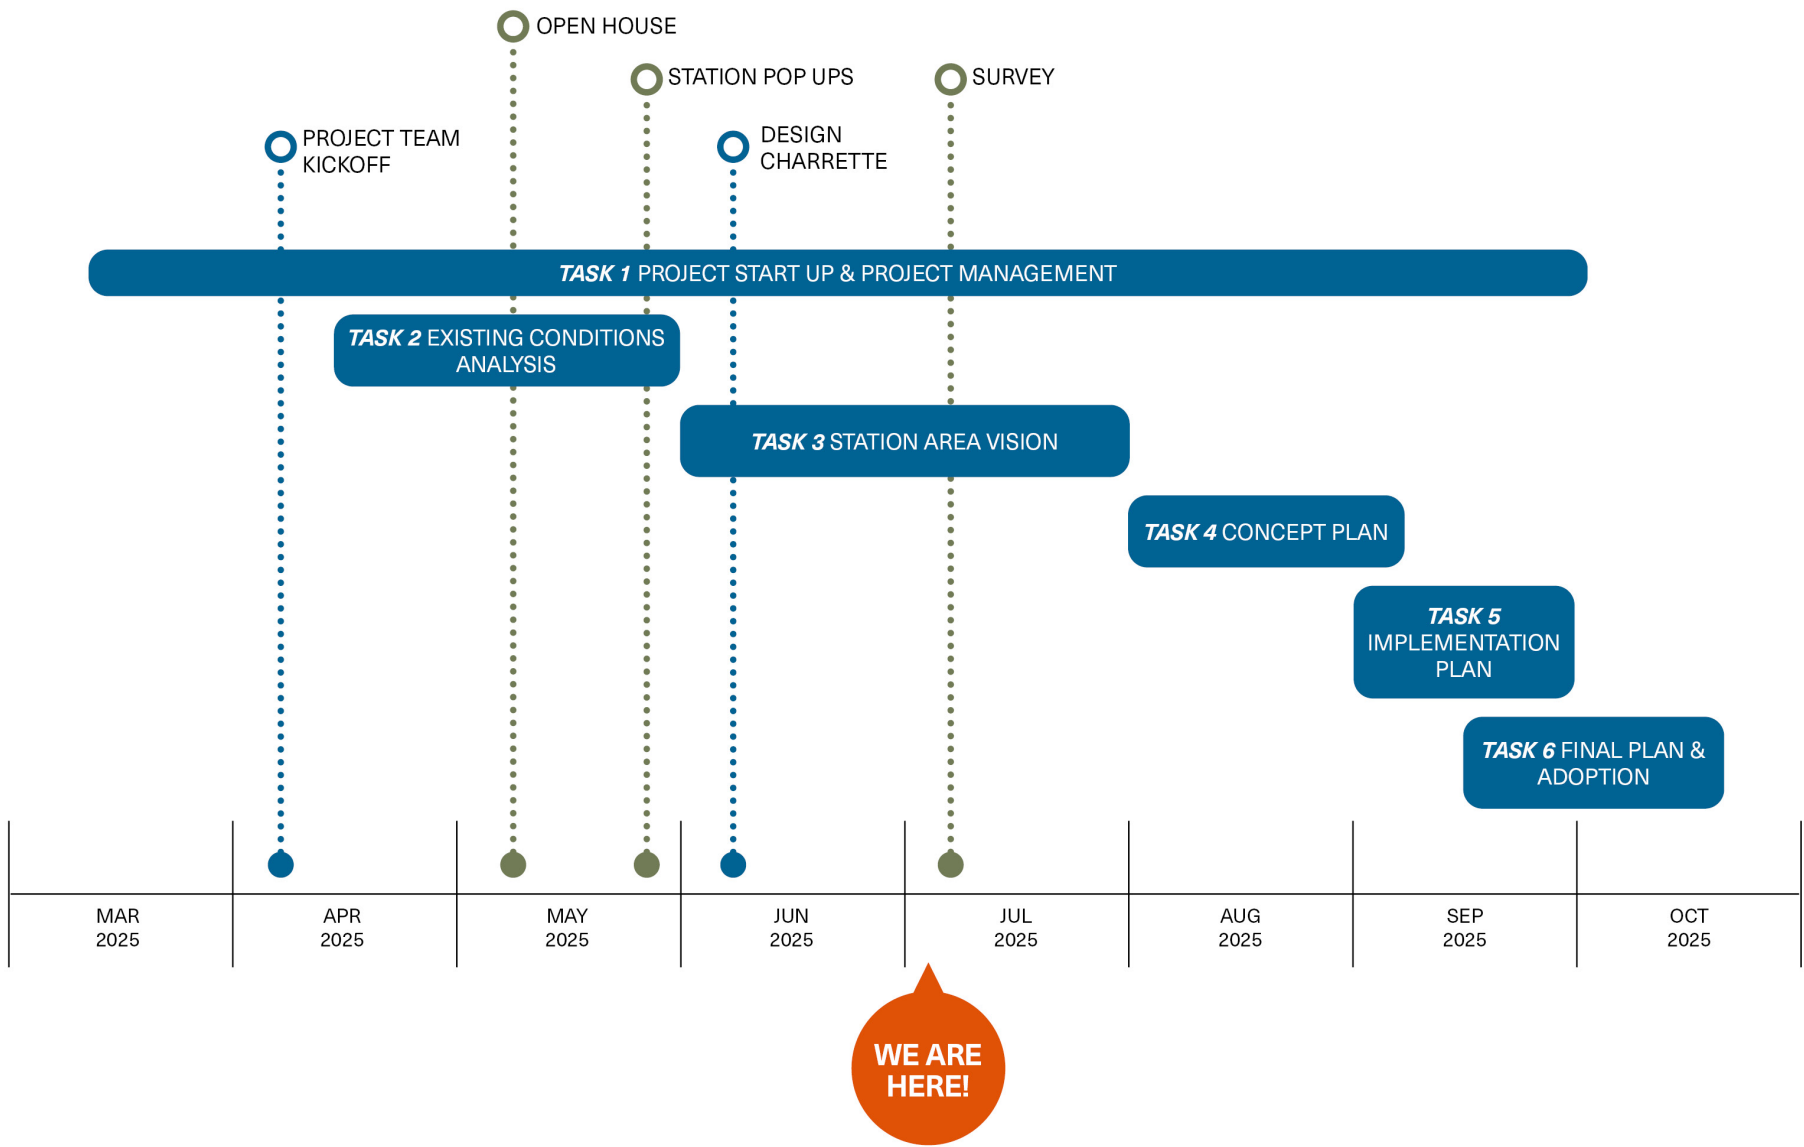 OPEN HOUSE
STATION POP UPS
SURVEY
PROJECT TEAM
KICKOFF
DESIGN
CHARRETTE
TASK 1 PROJECT START UP & PROJECT MANAGEMENT
TASK 2 EXISTING CONDITIONS
ANALYSIS
TASK 3 STATION AREA VISION
TASK 4 CONCEPT PLAN
TASK 5
IMPLEMENTATION
PLAN
TASK 6 FINAL PLAN &
ADOPTION
MAR
2025
APR
2025
MAY
2025
JUN
2025
JUL
2025
AUG
2025
SEP
2025
OCT
2025
WE ARE
HERE!